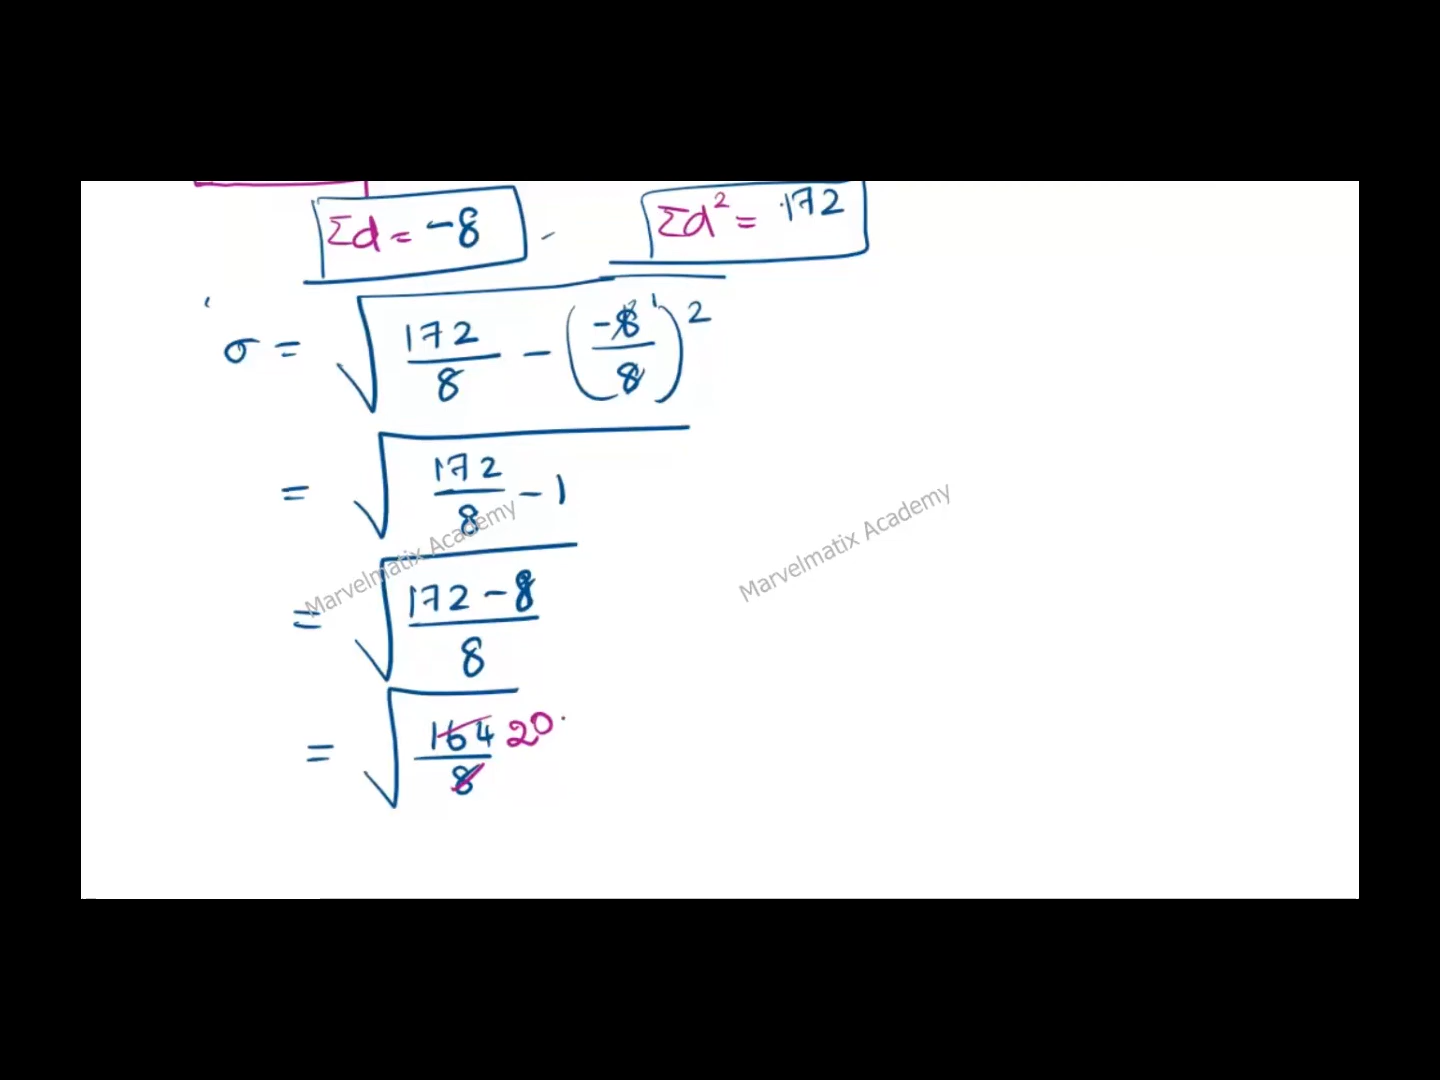 Σd = -8 Σd² = 172
σ = √(172/8 - (-8/8)²) 1
= √(172/8 - 1)
Marvelmatix Academy Marvelmatix Academy
= √((172 - 8)/8)
= √(164/8) 20.